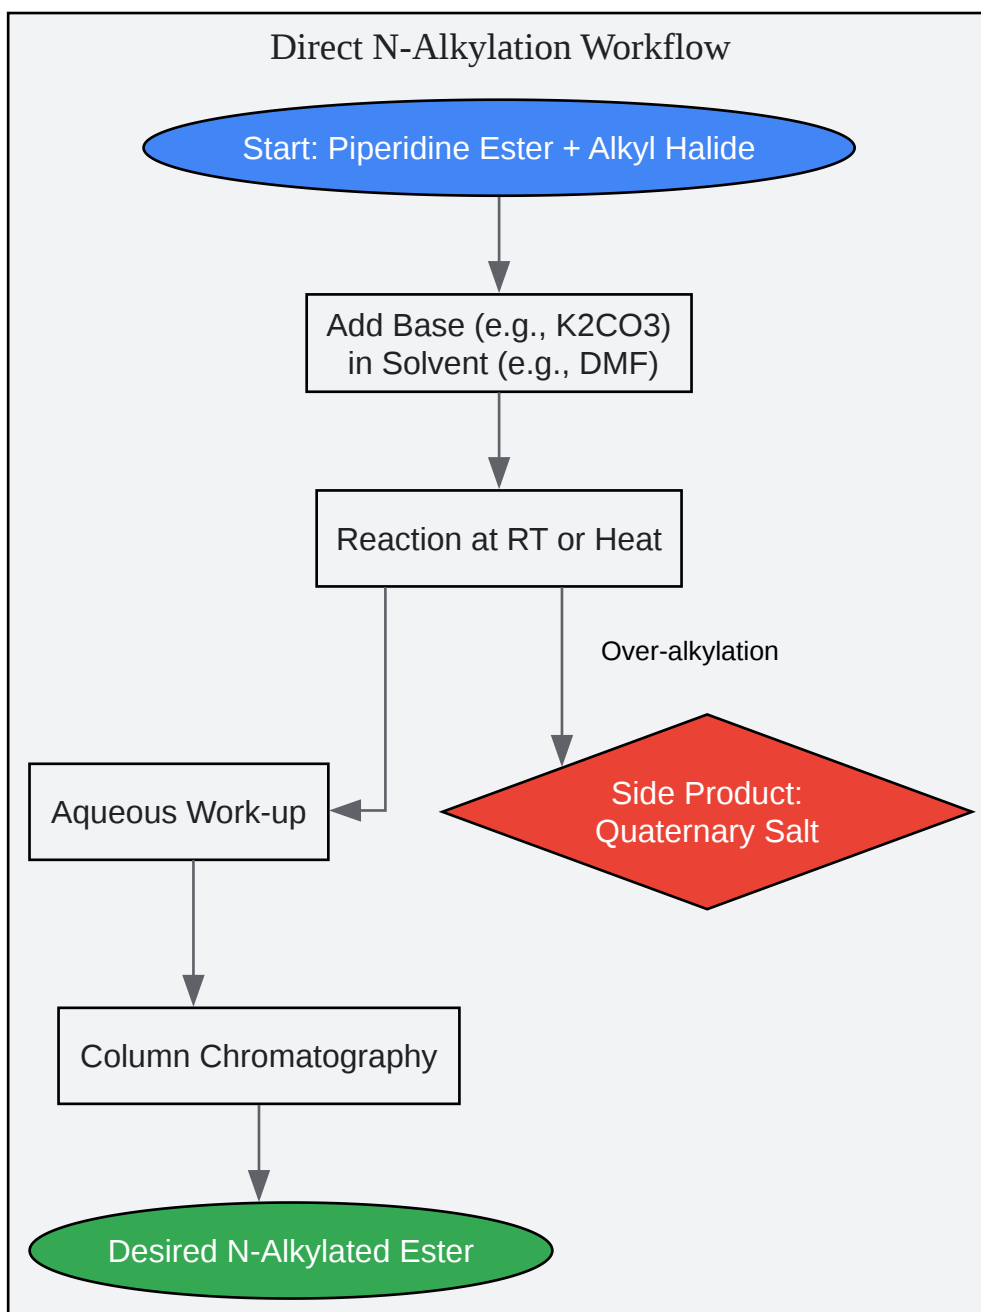 Direct N-Alkylation Workflow
Start: Piperidine Ester + Alkyl Halide
Add Base (e.g., K2CO3)
in Solvent (e.g., DMF)
Reaction at RT or Heat
Over-alkylation
Side Product:
Quaternary Salt
Aqueous Work-up
Column Chromatography
Desired N-Alkylated Ester